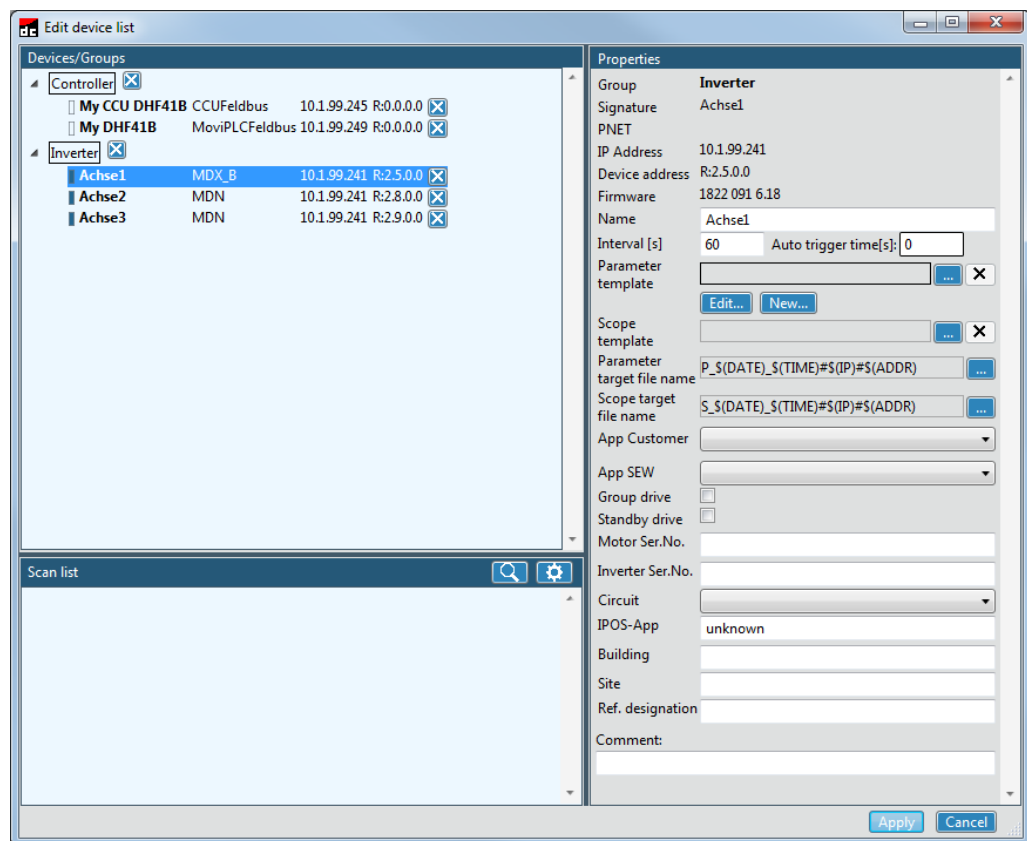 Edit device list
Devices/Groups
Controller
My CCU DHF41B CCUFeldbus 10.1.99.245 R:0.0.0.0
My DHF41B MoviPLCFeldbus 10.1.99.249 R:0.0.0.0
Inverter
Achse1 MDX_B 10.1.99.241 R:2.5.0.0
Achse2 MDN 10.1.99.241 R:2.8.0.0
Achse3 MDN 10.1.99.241 R:2.9.0.0
Scan list
Properties
Group Inverter
Signature Achse1
PNET
IP Address 10.1.99.241
Device address R:2.5.0.0
Firmware 1822 091 6.18
Name Achse1
Interval [s] 60 Auto trigger time[s]: 0
Parameter
template ...
Edit... New...
Scope
template ...
Parameter
target file name P_$(DATE)_$(TIME)#$(IP)#$(ADDR) ...
Scope target
file name S_$(DATE)_$(TIME)#$(IP)#$(ADDR) ...
App Customer
App SEW
Group drive
Standby drive
Motor Ser.No.
Inverter Ser.No.
Circuit
IPOS-App unknown
Building
Site
Ref. designation
Comment:
Apply Cancel